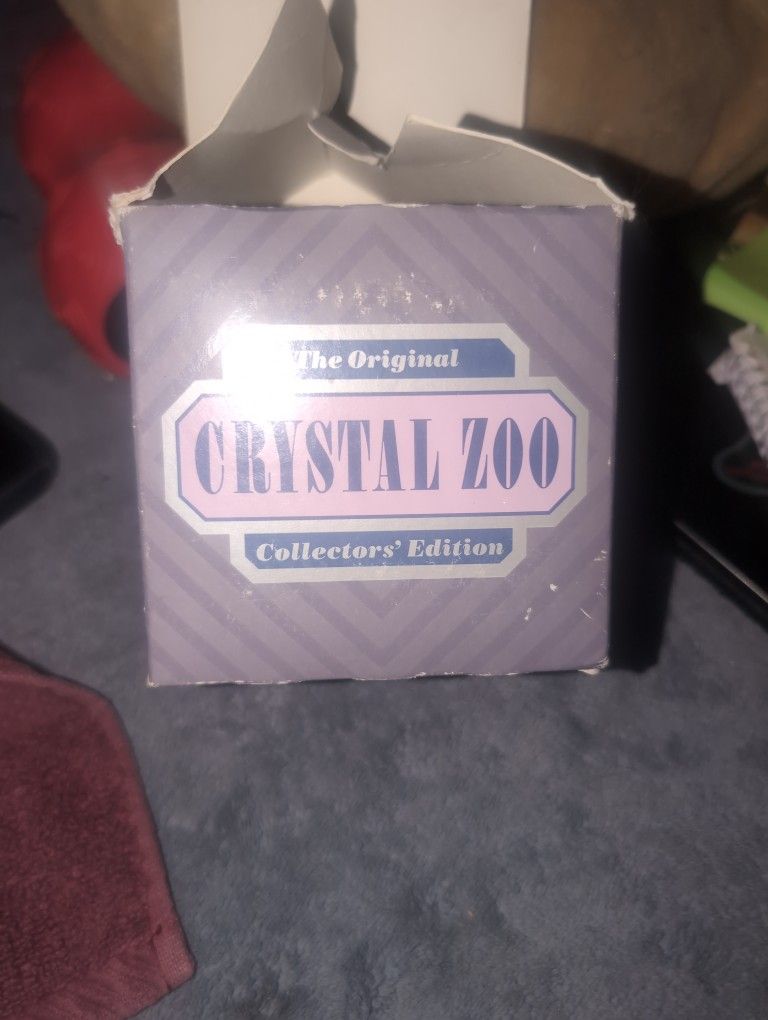 The Original
CRYSTAL ZOO
Collectors' Edition